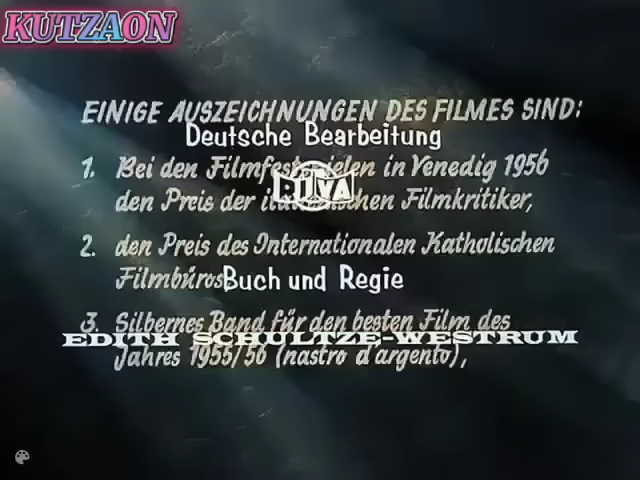 KUTZAON
EINIGE AUSZEICHNUNGEN DES FILMES SIND:
Deutsche Bearbeitung
1. Bei den Filmfestspielen in Venedig 1956
RIVA
den Preis der italienischen Filmkritiker,
2. den Preis des Internationalen Katholischen
Filmbüros
Buch und Regie
3. Silbernes Band für den besten Film des
EDITH SCHULTZE-WESTRUM
Jahres 1955/56 (nastro d'argento),